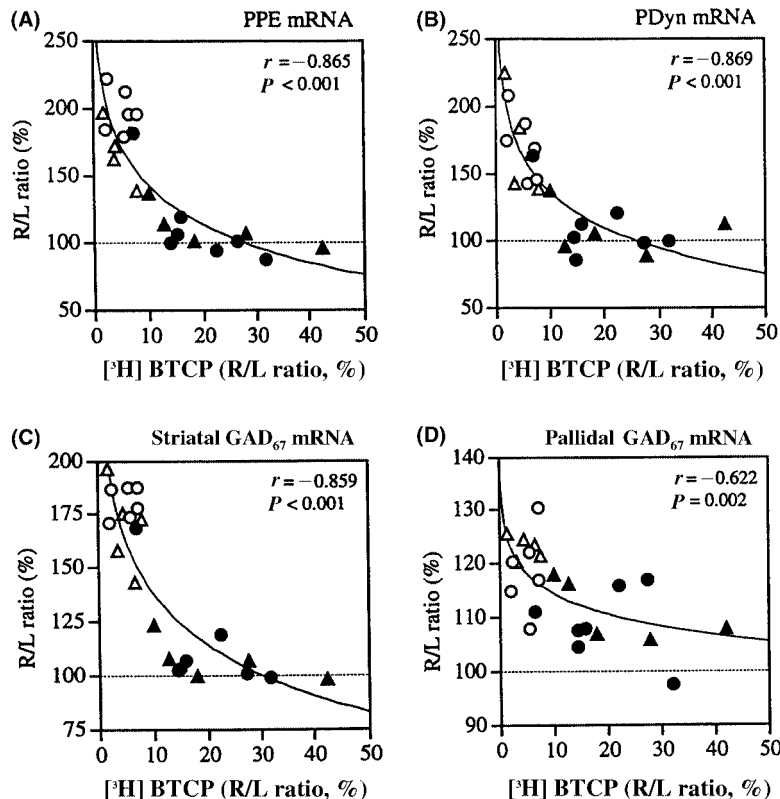 (A) PPE mRNA
r = −0.865
P < 0.001
R/L ratio (%)
250
200
150
100
50
0 10 20 30 40 50
[³H] BTCP (R/L ratio, %)
(B) PDyn mRNA
r = −0.869
P < 0.001
R/L ratio (%)
250
200
150
100
50
0 10 20 30 40 50
[³H] BTCP (R/L ratio, %)
(C) Striatal GAD₆₇ mRNA
r = −0.859
P < 0.001
R/L ratio (%)
200
175
150
125
100
75
0 10 20 30 40 50
[³H] BTCP (R/L ratio, %)
(D) Pallidal GAD₆₇ mRNA
r = −0.622
P = 0.002
R/L ratio (%)
140
130
120
110
100
90
0 10 20 30 40 50
[³H] BTCP (R/L ratio, %)